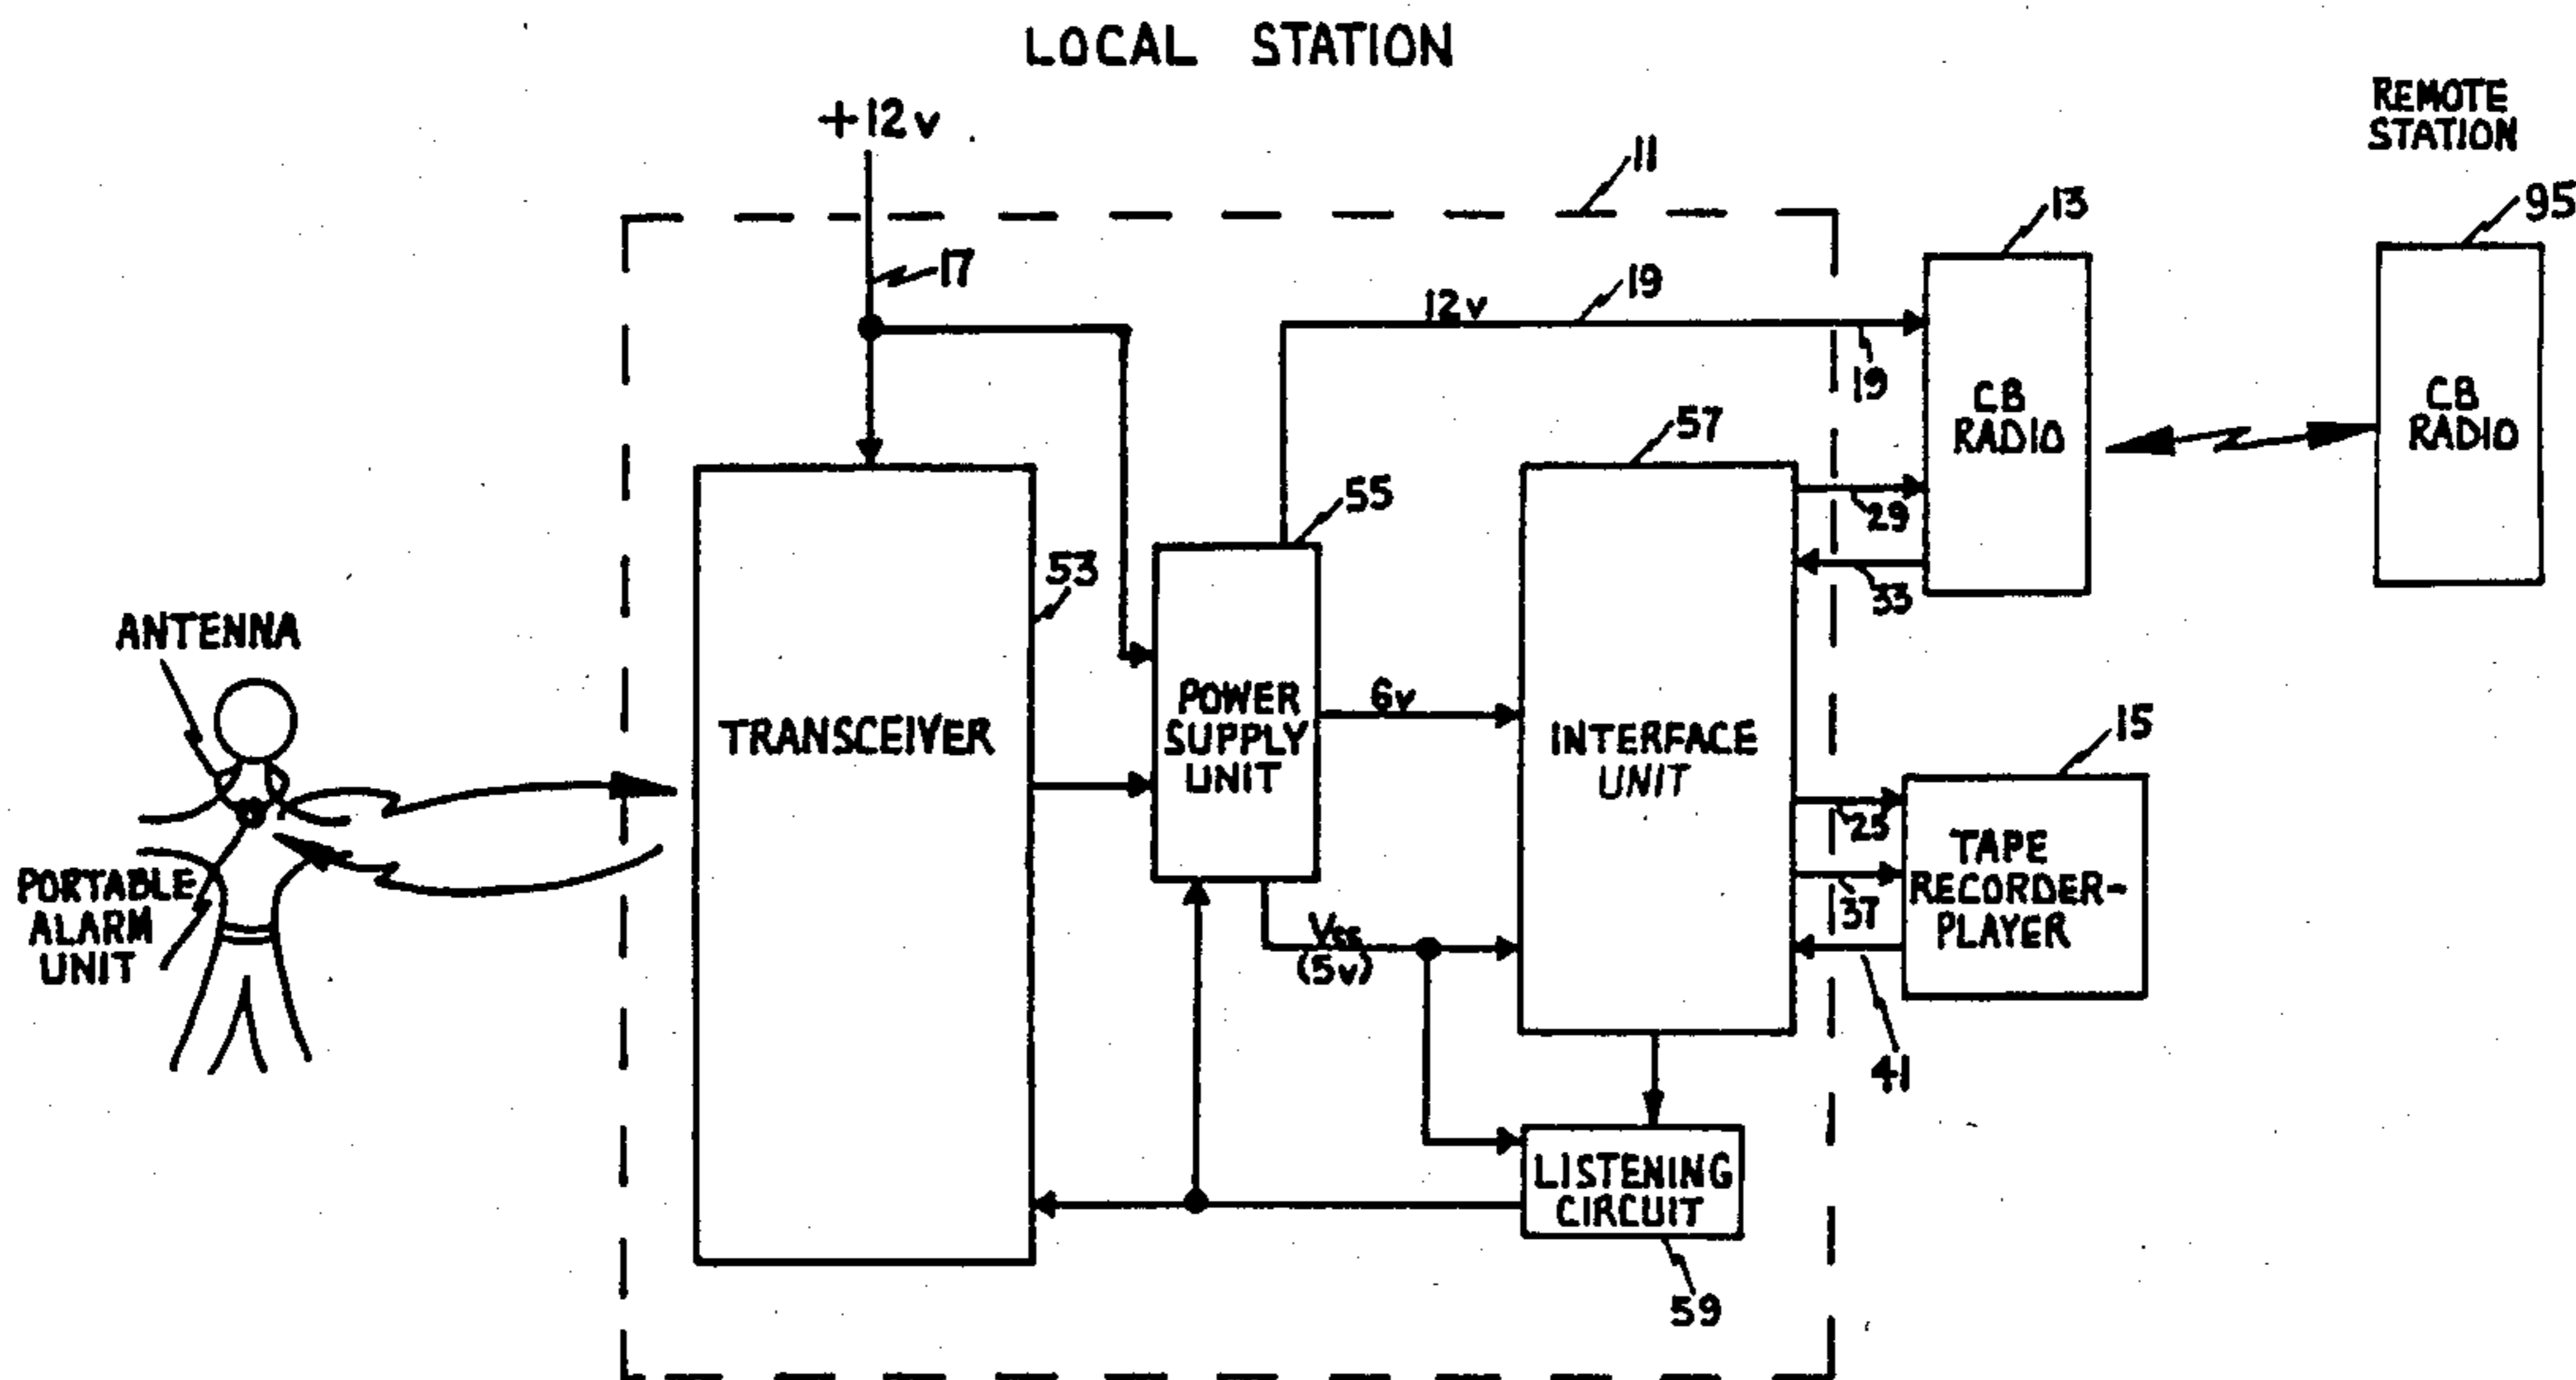 LOCAL STATION
+12v
REMOTE
STATION
11
13
95
17
12v
19
19
CB
RADIO
CB
RADIO
57
29
55
53
33
ANTENNA
POWER
SUPPLY
UNIT
6v
TRANSCEIVER
INTERFACE
UNIT
15
25
TAPE
RECORDER-
PLAYER
37
PORTABLE
ALARM
UNIT
Vss
(5v)
41
LISTENING
CIRCUIT
59